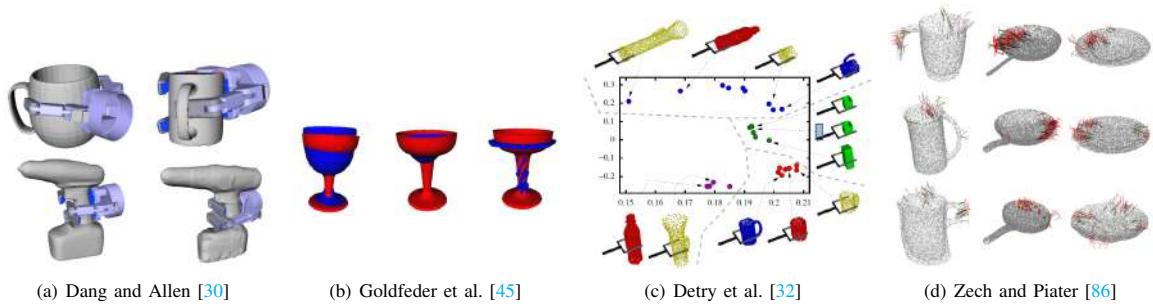 0.3
0.2
0.1
0
−0.1
−0.2
0.15 0.16 0.17 0.18 0.19 0.2 0.21
(a) Dang and Allen [30]
(b) Goldfeder et al. [45]
(c) Detry et al. [32]
(d) Zech and Piater [86]